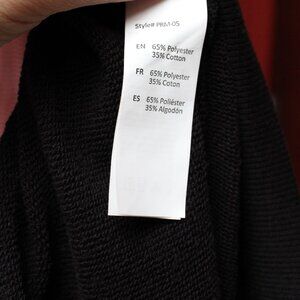 Style# PRM-05
EN 65% Polyester
35% Cotton
FR 65% Polyester
35% Coton
ES 65% Poliéster
35% Algodón